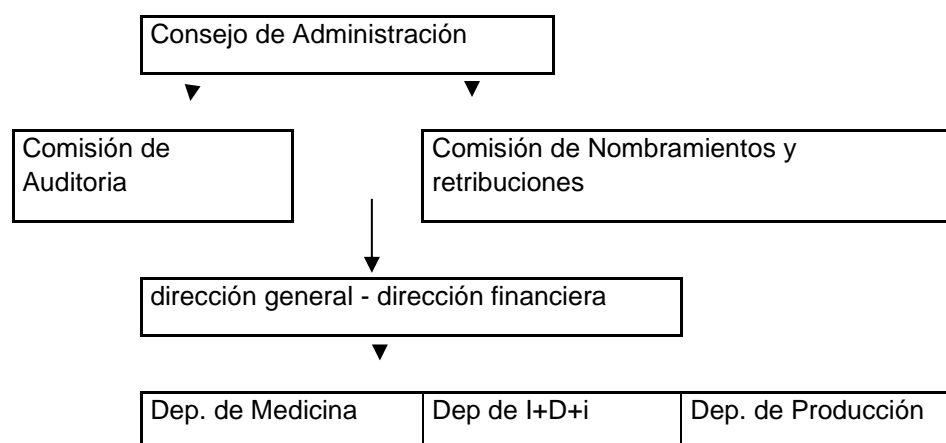 Consejo de Administración
Comisión de
Auditoria
Comisión de Nombramientos y
retribuciones
dirección general - dirección financiera
Dep. de Medicina
Dep de I+D+i
Dep. de Producción